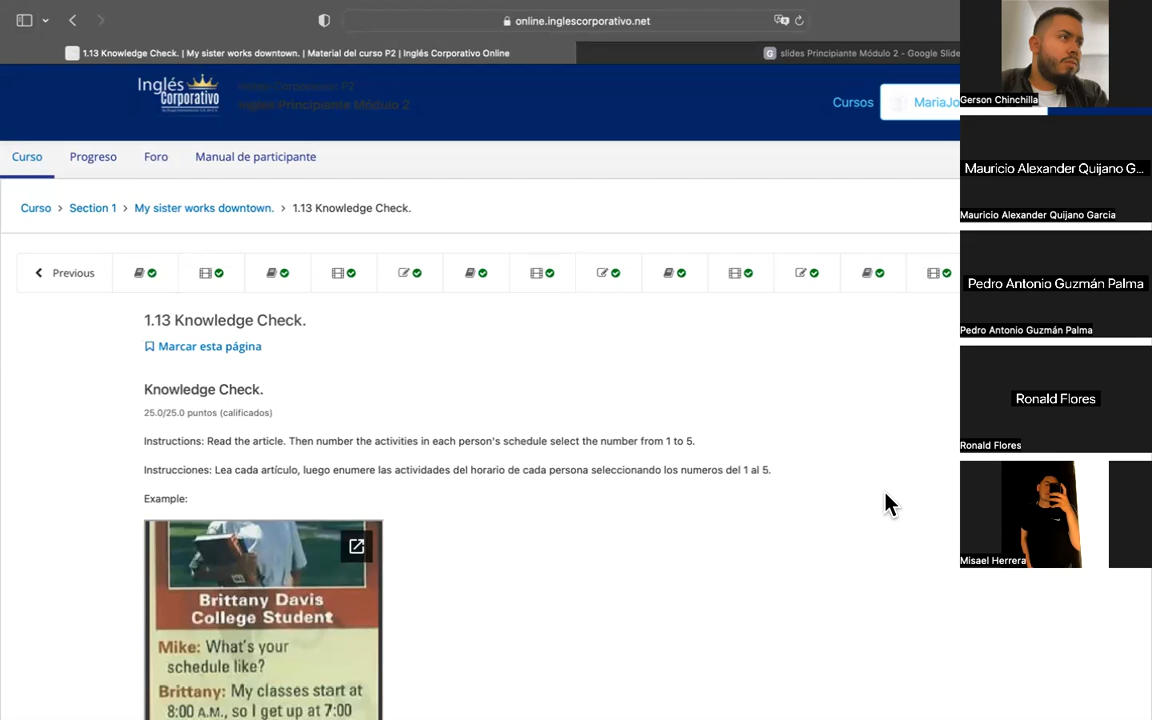 online.inglescorporativo.net
1.13 Knowledge Check. | My sister works downtown. | Material del curso P2 | Inglés Corporativo Online
slides Principiante Módulo 2 - Google Slide
Inglés
Corporativo
Inglés Principiante Módulo 2
Cursos
MariaJo
Curso
Progreso
Foro
Manual de participante
Curso > Section 1 > My sister works downtown. > 1.13 Knowledge Check.
Previous
1.13 Knowledge Check.
Marcar esta página
Knowledge Check.
25.0/25.0 puntos (calificados)
Instructions: Read the article. Then number the activities in each person's schedule select the number from 1 to 5.
Instrucciones: Lea cada artículo, luego enumere las actividades del horario de cada persona seleccionando los numeros del 1 al 5.
Example:
Brittany Davis
College Student
Mike: What's your
schedule like?
Brittany: My classes start at
8:00 A.M., so I get up at 7:00
Gerson Chinchilla
Mauricio Alexander Quijano G...
Mauricio Alexander Quijano Garcia
Pedro Antonio Guzmán Palma
Pedro Antonio Guzmán Palma
Ronald Flores
Ronald Flores
Misael Herrera